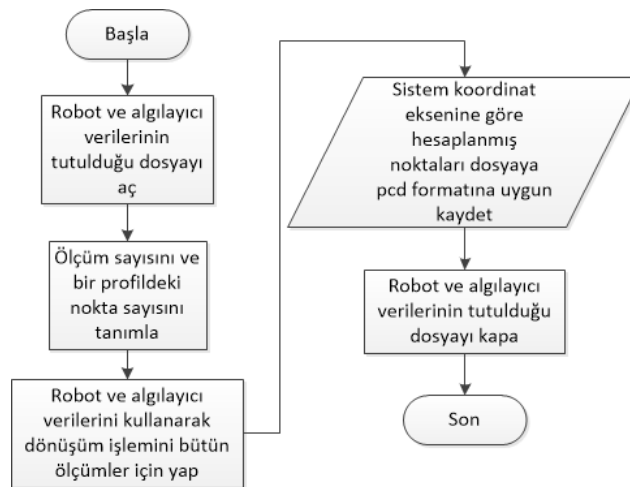 Başla
Robot ve algılayıcı
verilerinin
tutulduğu dosyayı
aç
Ölçüm sayısını ve
bir profildeki
nokta sayısını
tanımla
Robot ve algılayıcı
verilerini kullanarak
dönüşüm işlemini bütün
ölçümler için yap
Sistem koordinat
eksenine göre
hesaplanmış
noktaları dosyaya
pcd formatına uygun
kaydet
Robot ve algılayıcı
verilerinin tutulduğu
dosyayı kapa
Son